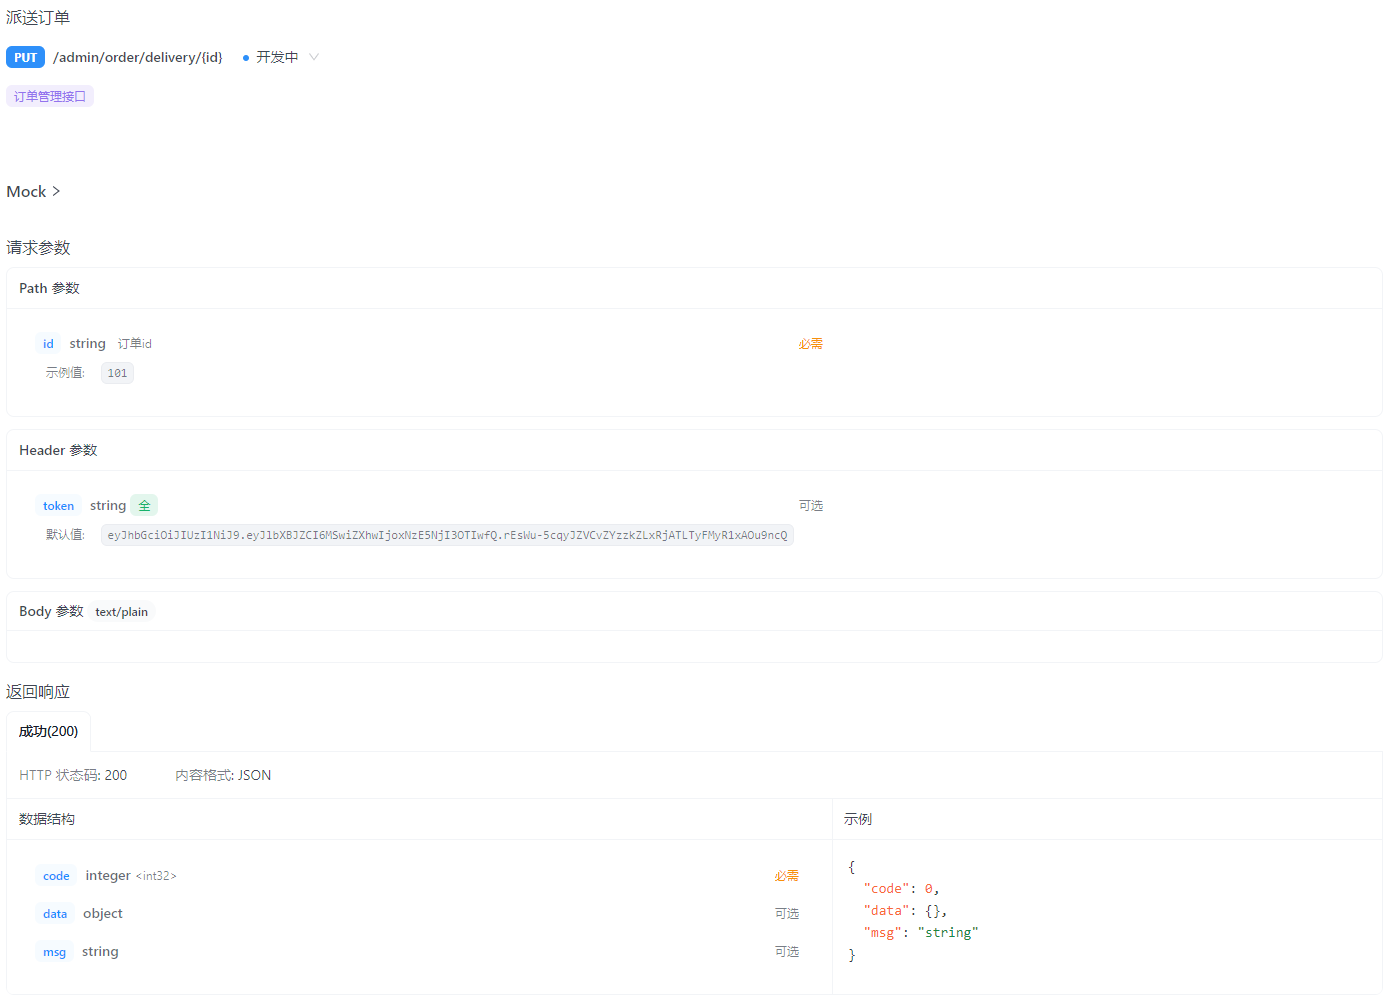 派送订单
PUT /admin/order/delivery/{id} 开发中
订单管理接口
Mock >
请求参数
Path 参数
id string 订单id 必需
示例值: 101
Header 参数
token string 全 可选
默认值: eyJhbGciOiJIUzI1NiJ9.eyJlbXBJZCI6MSwiZXhwIjoxNzE5NjI3OTIwfQ.rEsWu-5cqyJZVCvZYzzkZLxRjATLTyFMyR1xAOu9ncQ
Body 参数 text/plain
返回响应
成功(200)
HTTP 状态码: 200 内容格式: JSON
数据结构 示例
code integer <int32> 必需
data object 可选
msg string 可选
{
"code": 0,
"data": {},
"msg": "string"
}